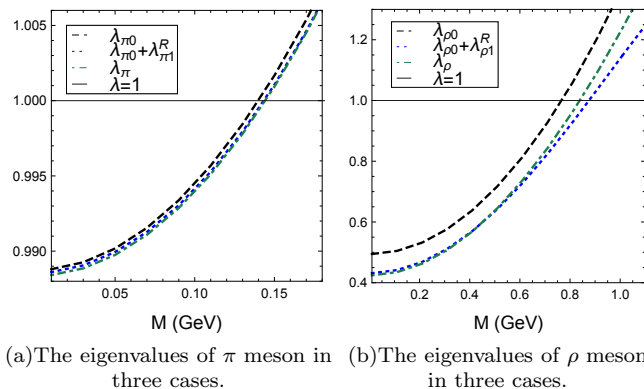 1.005
1.000
0.995
0.990
λπ0
λπ0+λᴿπ1
λπ
λ=1
0.05 0.10 0.15
M (GeV)
(a)The eigenvalues of π meson in
three cases.
1.2
1.0
0.8
0.6
0.4
λρ0
λρ0+λᴿρ1
λρ
λ=1
0.2 0.4 0.6 0.8 1.0
M (GeV)
(b)The eigenvalues of ρ meson
in three cases.